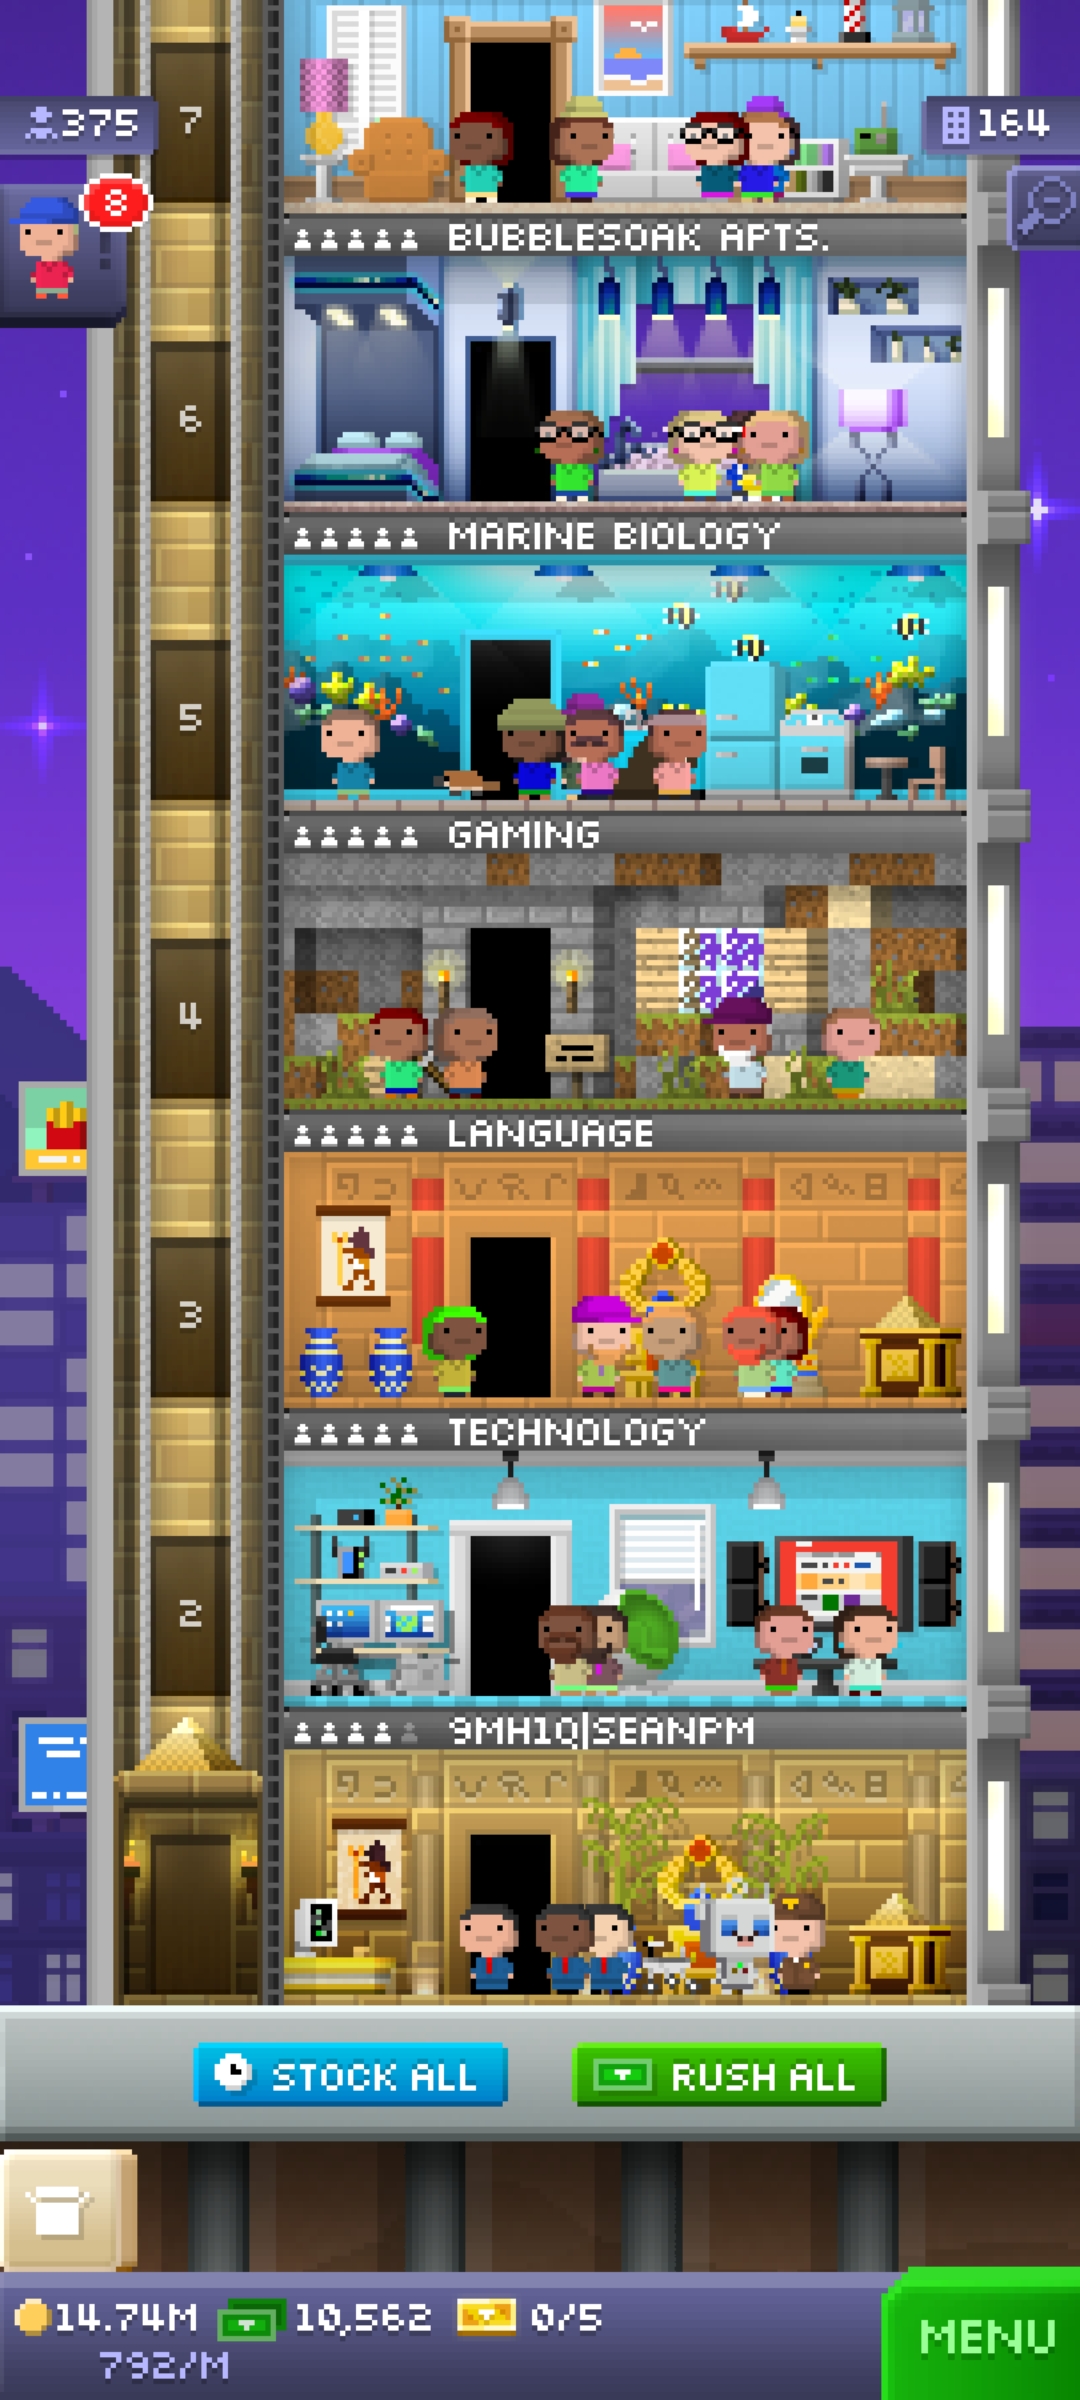 7
375
164
8
BUBBLESOAK APTS.
6
MARINE BIOLOGY
5
GAMING
4
LANGUAGE
3
TECHNOLOGY
2
9MH1Q|SEANPM
STOCK ALL
RUSH ALL
14.74M
10,562
0/5
792/M
MENU